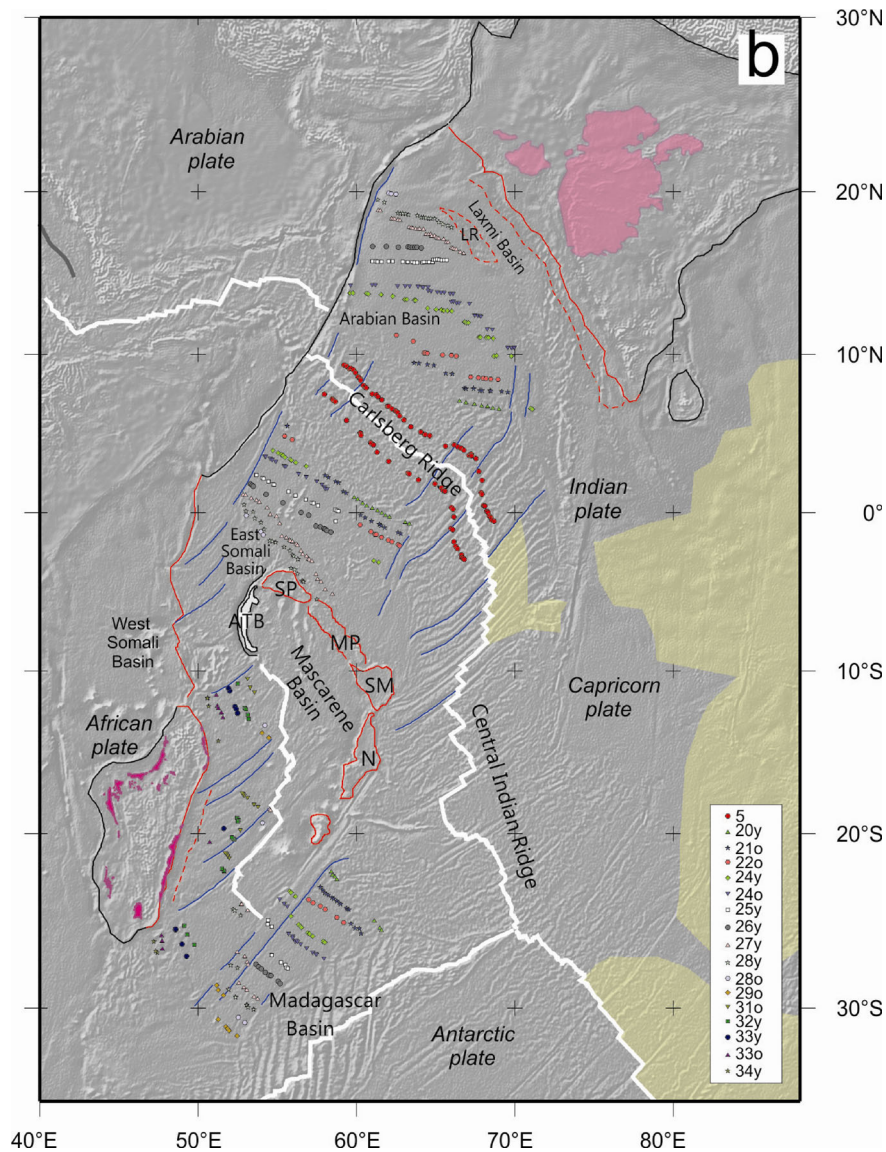 b
30°N
Arabian
plate
20°N
Laxmi Basin
LR
Arabian Basin
10°N
Carlsberg Ridge
Indian
plate
0°
East
Somali
Basin
SP
ATB
West
Somali
Basin
MP
Mascarene
Basin
SM
10°S
Capricorn
plate
African
plate
N
Central Indian Ridge
20°S
5
20y
21o
22o
24y
24o
25y
26y
27y
28y
28o
29o
31o
32y
33y
33o
34y
Madagascar
Basin
30°S
Antarctic
plate
40°E
50°E
60°E
70°E
80°E